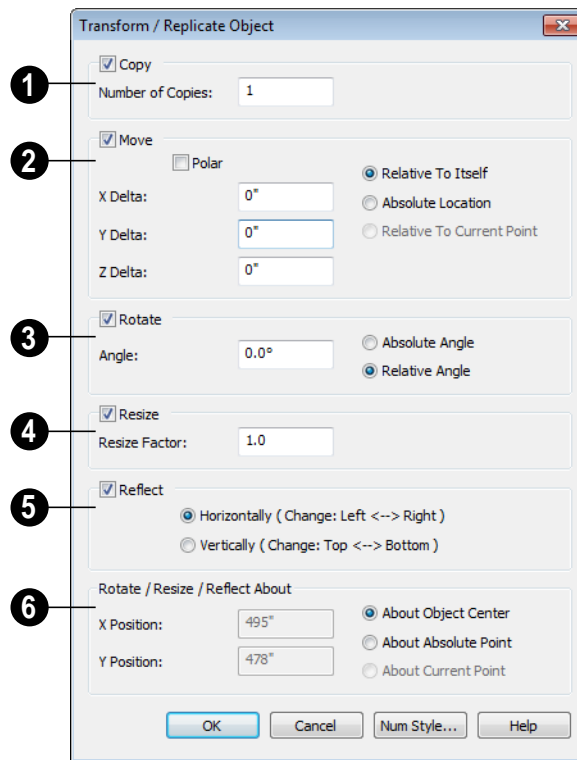 Transform / Replicate Object
1
Copy
Number of Copies: 1
2
Move
Polar
X Delta: 0"
Y Delta: 0"
Z Delta: 0"
Relative To Itself
Absolute Location
Relative To Current Point
3
Rotate
Angle: 0.0°
Absolute Angle
Relative Angle
4
Resize
Resize Factor: 1.0
5
Reflect
Horizontally ( Change: Left <--> Right )
Vertically ( Change: Top <--> Bottom )
6
Rotate / Resize / Reflect About
X Position: 495"
Y Position: 478"
About Object Center
About Absolute Point
About Current Point
OK Cancel Num Style... Help